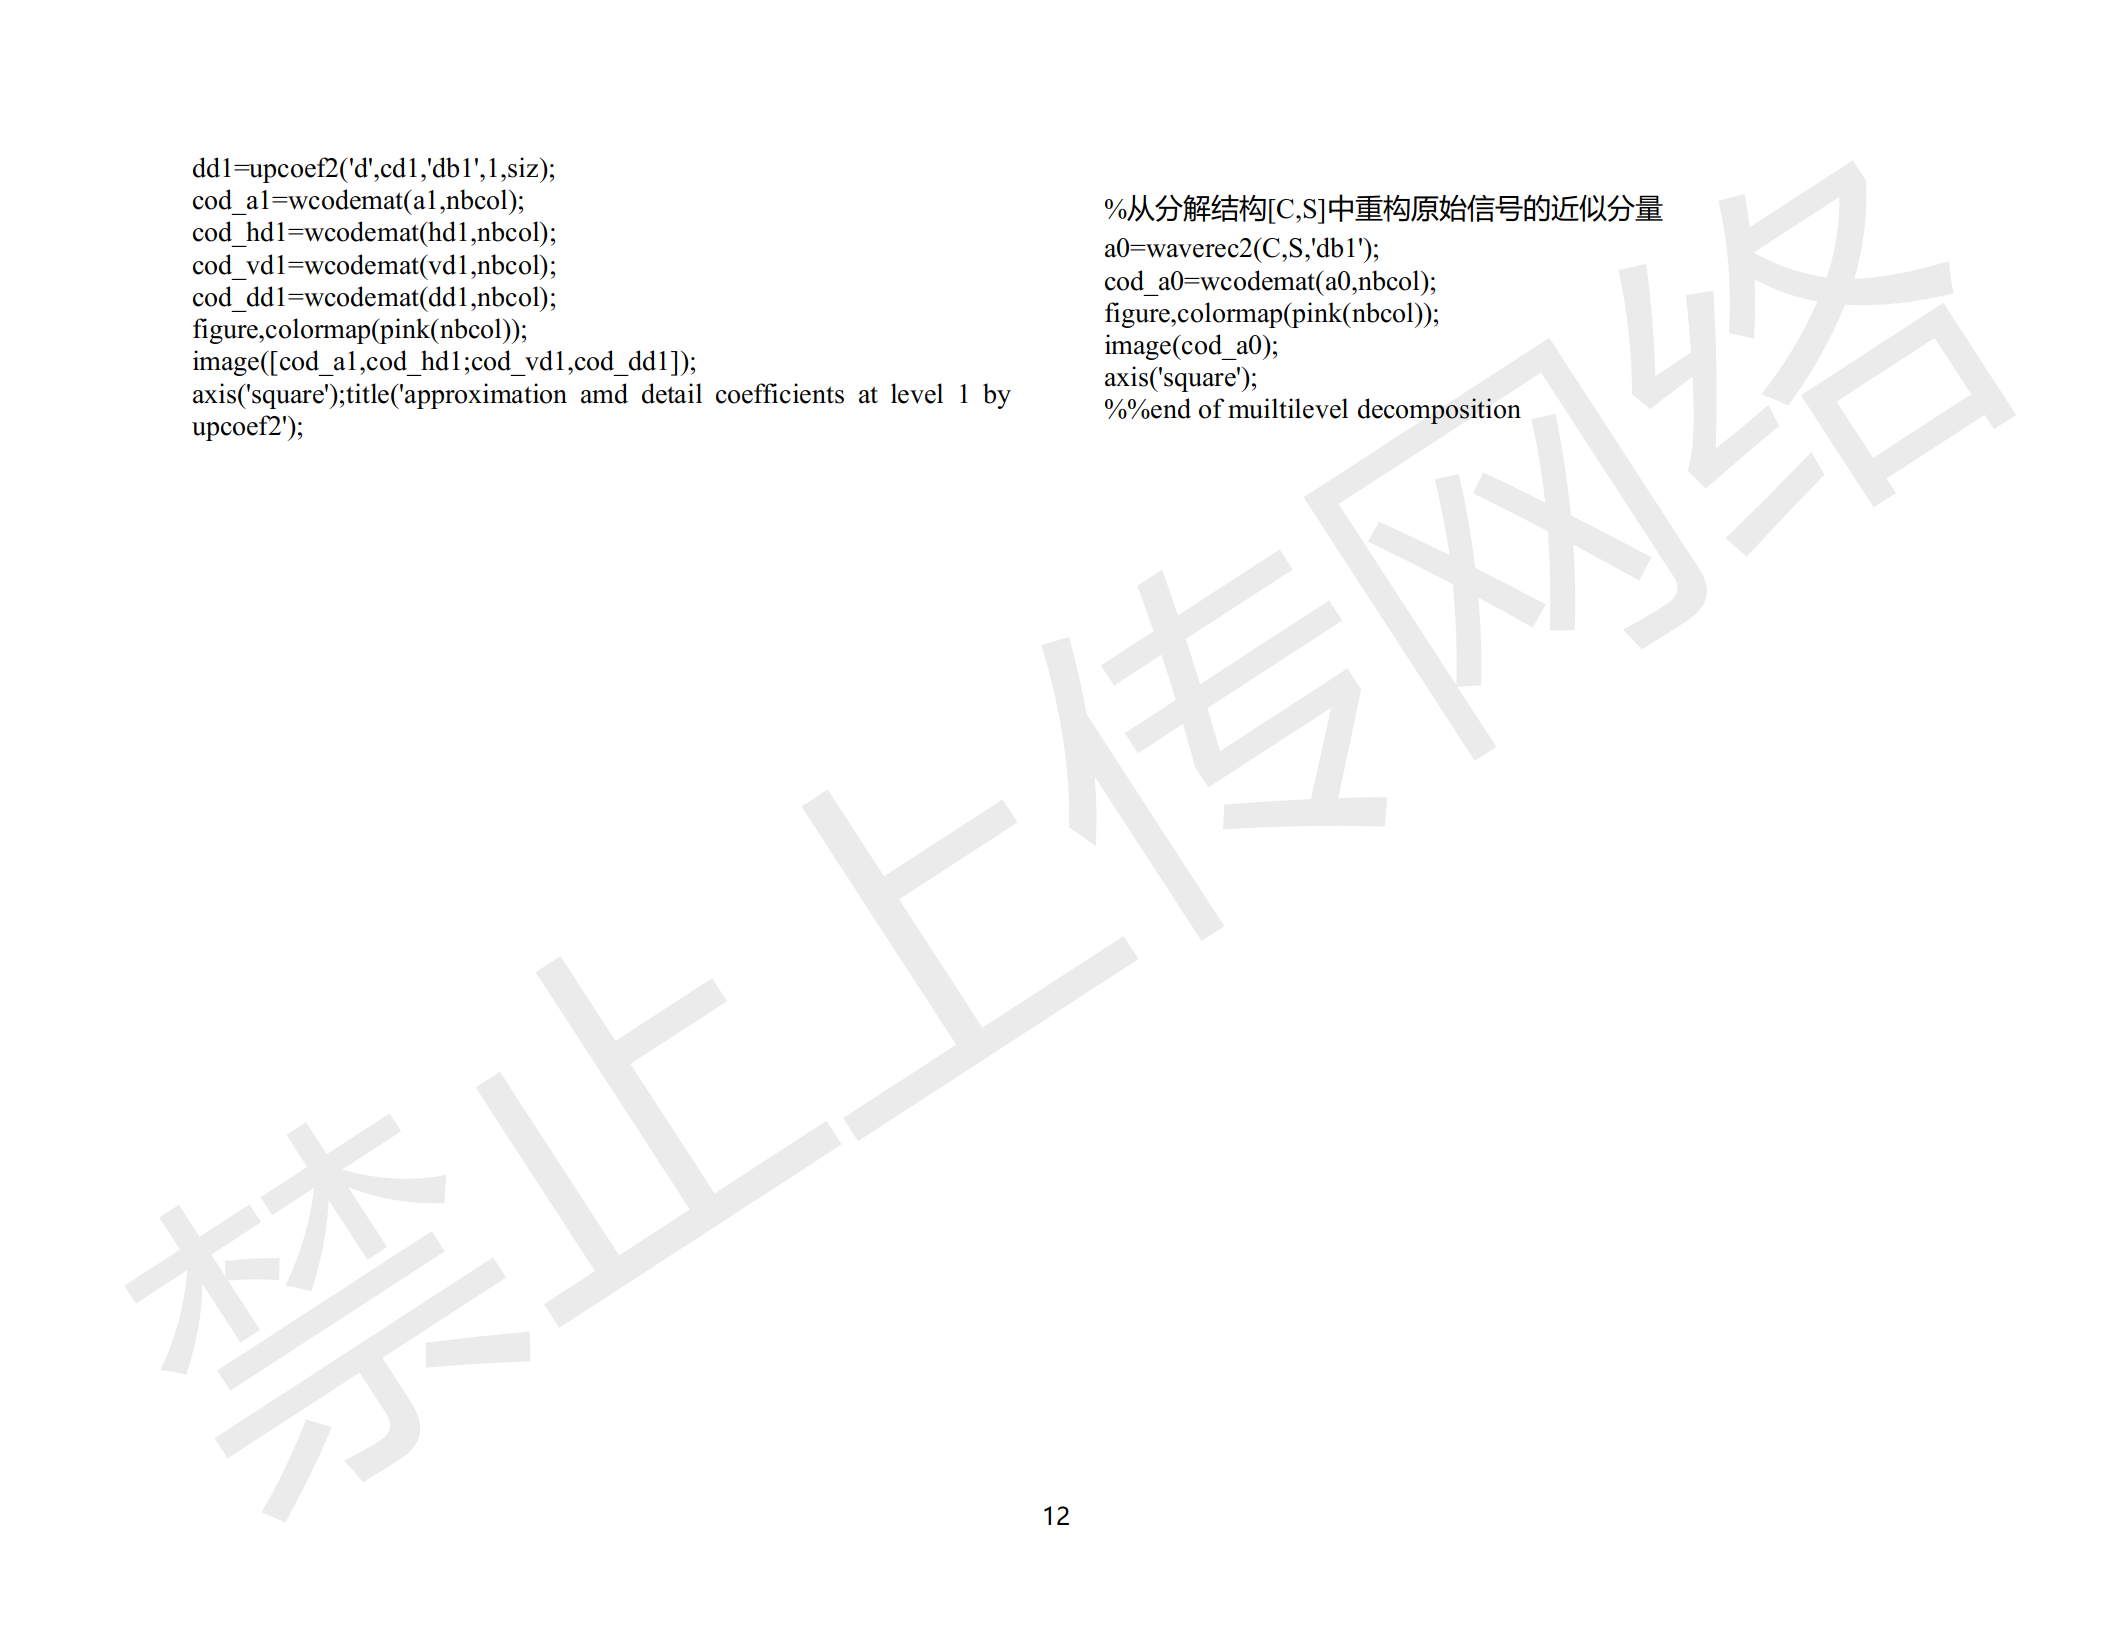 dd1=upcoef2('d',cd1,'db1',1,siz);
cod_a1=wcodemat(a1,nbcol);
cod_hd1=wcodemat(hd1,nbcol);
cod_vd1=wcodemat(vd1,nbcol);
cod_dd1=wcodemat(dd1,nbcol);
figure,colormap(pink(nbcol));
image([cod_a1,cod_hd1;cod_vd1,cod_dd1]);
axis('square');title('approximation amd detail coefficients at level 1 by
upcoef2');
%从分解结构[C,S]中重构原始信号的近似分量
a0=waverec2(C,S,'db1');
cod_a0=wcodemat(a0,nbcol);
figure,colormap(pink(nbcol));
image(cod_a0);
axis('square');
%%end of muiltilevel decomposition
禁止上传网络
12